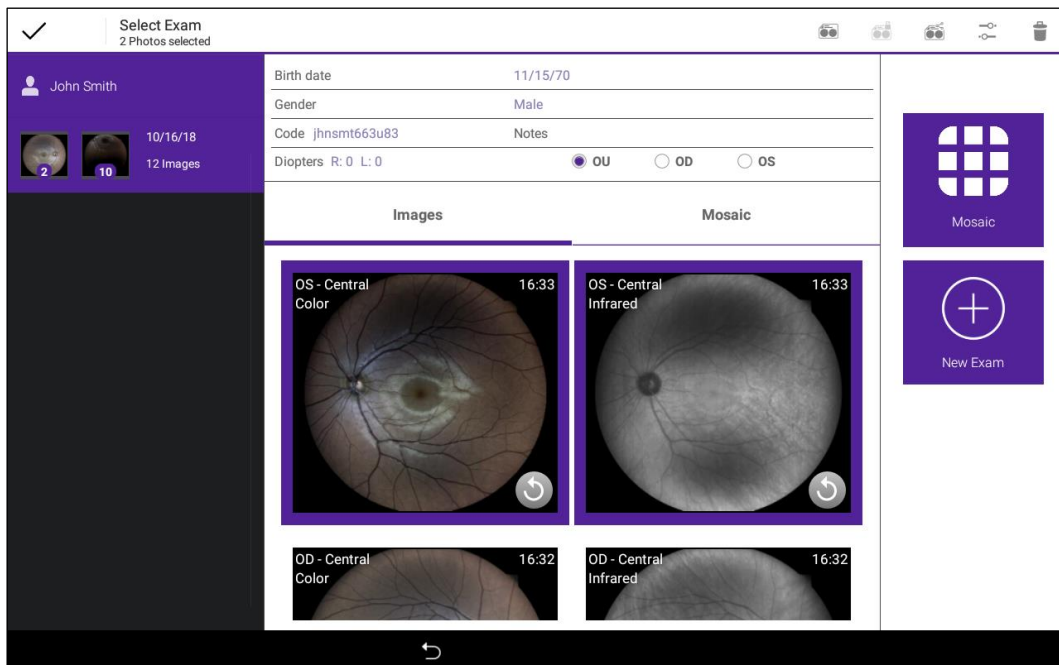 Select Exam
2 Photos selected
John Smith
2
10
10/16/18
12 Images
Birth date 11/15/70
Gender Male
Code jhnsmt663u83 Notes
Diopters R: 0 L: 0 OU OD OS
Images Mosaic
OS - Central 16:33
Color
OS - Central 16:33
Infrared
OD - Central 16:32
Color
OD - Central 16:32
Infrared
Mosaic
New Exam